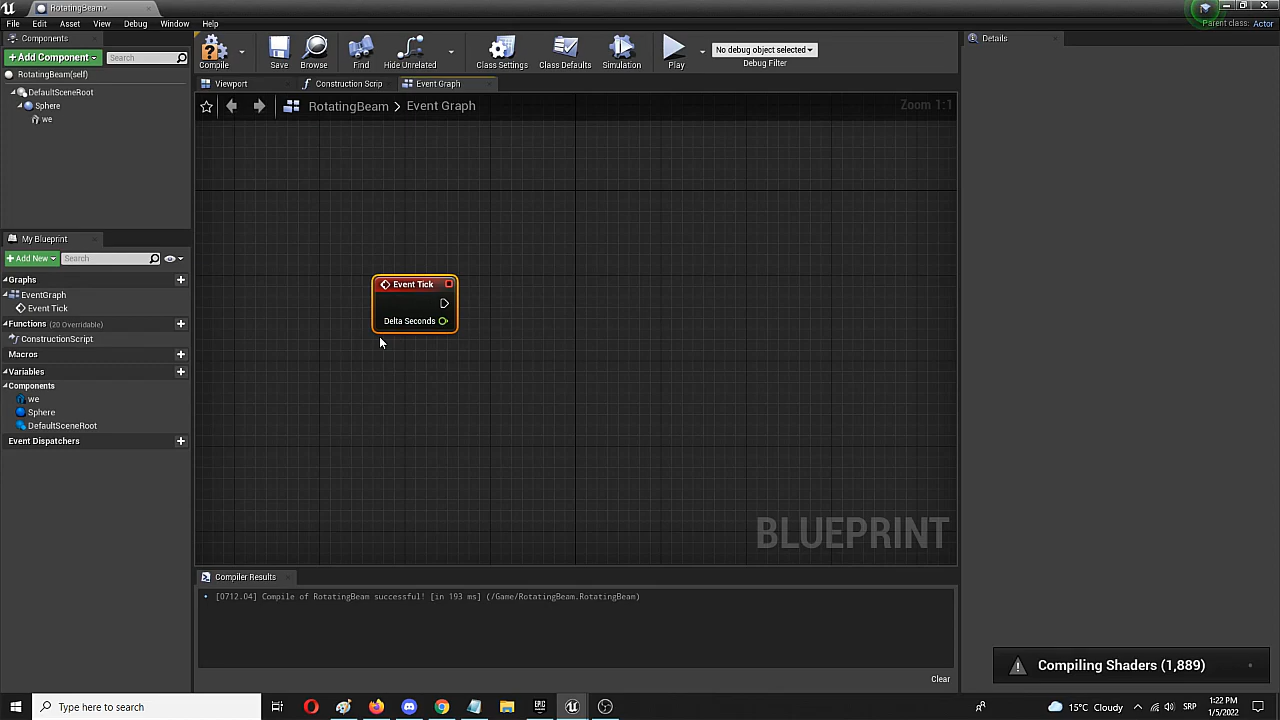 RotatingBeam*
File Edit Asset View Debug Window Help
Parent class: Actor
Components
+Add Component
Search
RotatingBeam(self)
DefaultSceneRoot
Sphere
we
Compile
Save
Browse
Find
Hide Unrelated
Class Settings
Class Defaults
Simulation
Play
No debug object selected
Debug Filter
Details
Viewport
Construction Scrip
Event Graph
RotatingBeam > Event Graph
Zoom 1:1
Event Tick
Delta Seconds
BLUEPRINT
My Blueprint
+Add New
Search
Graphs
EventGraph
Event Tick
Functions (20 Overridable)
ConstructionScript
Macros
Variables
Components
we
Sphere
DefaultSceneRoot
Event Dispatchers
Compiler Results
[0712.04] Compile of RotatingBeam successful! [in 193 ms] (/Game/RotatingBeam.RotatingBeam)
Clear
Compiling Shaders (1,889)
Type here to search
15°C Cloudy
SRP
1:22 PM
1/5/2022